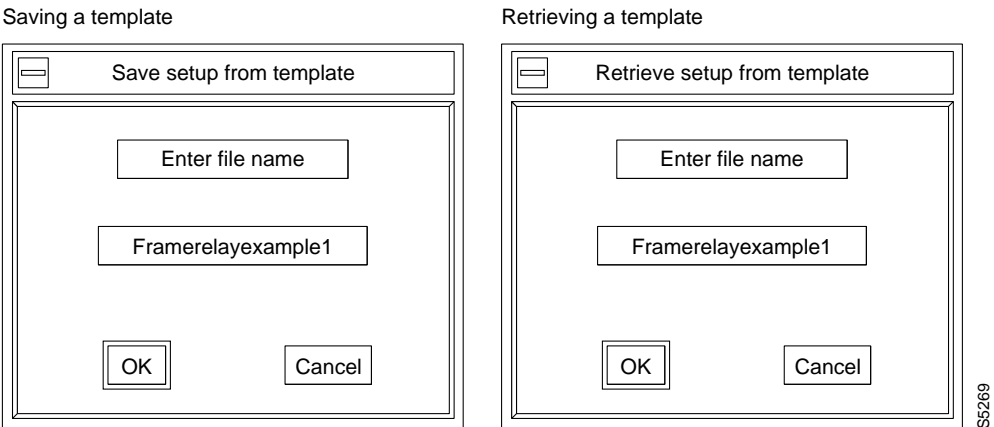 Saving a template
Save setup from template
Enter file name
Framerelayexample1
OK Cancel
Retrieving a template
Retrieve setup from template
Enter file name
Framerelayexample1
OK Cancel
S5269